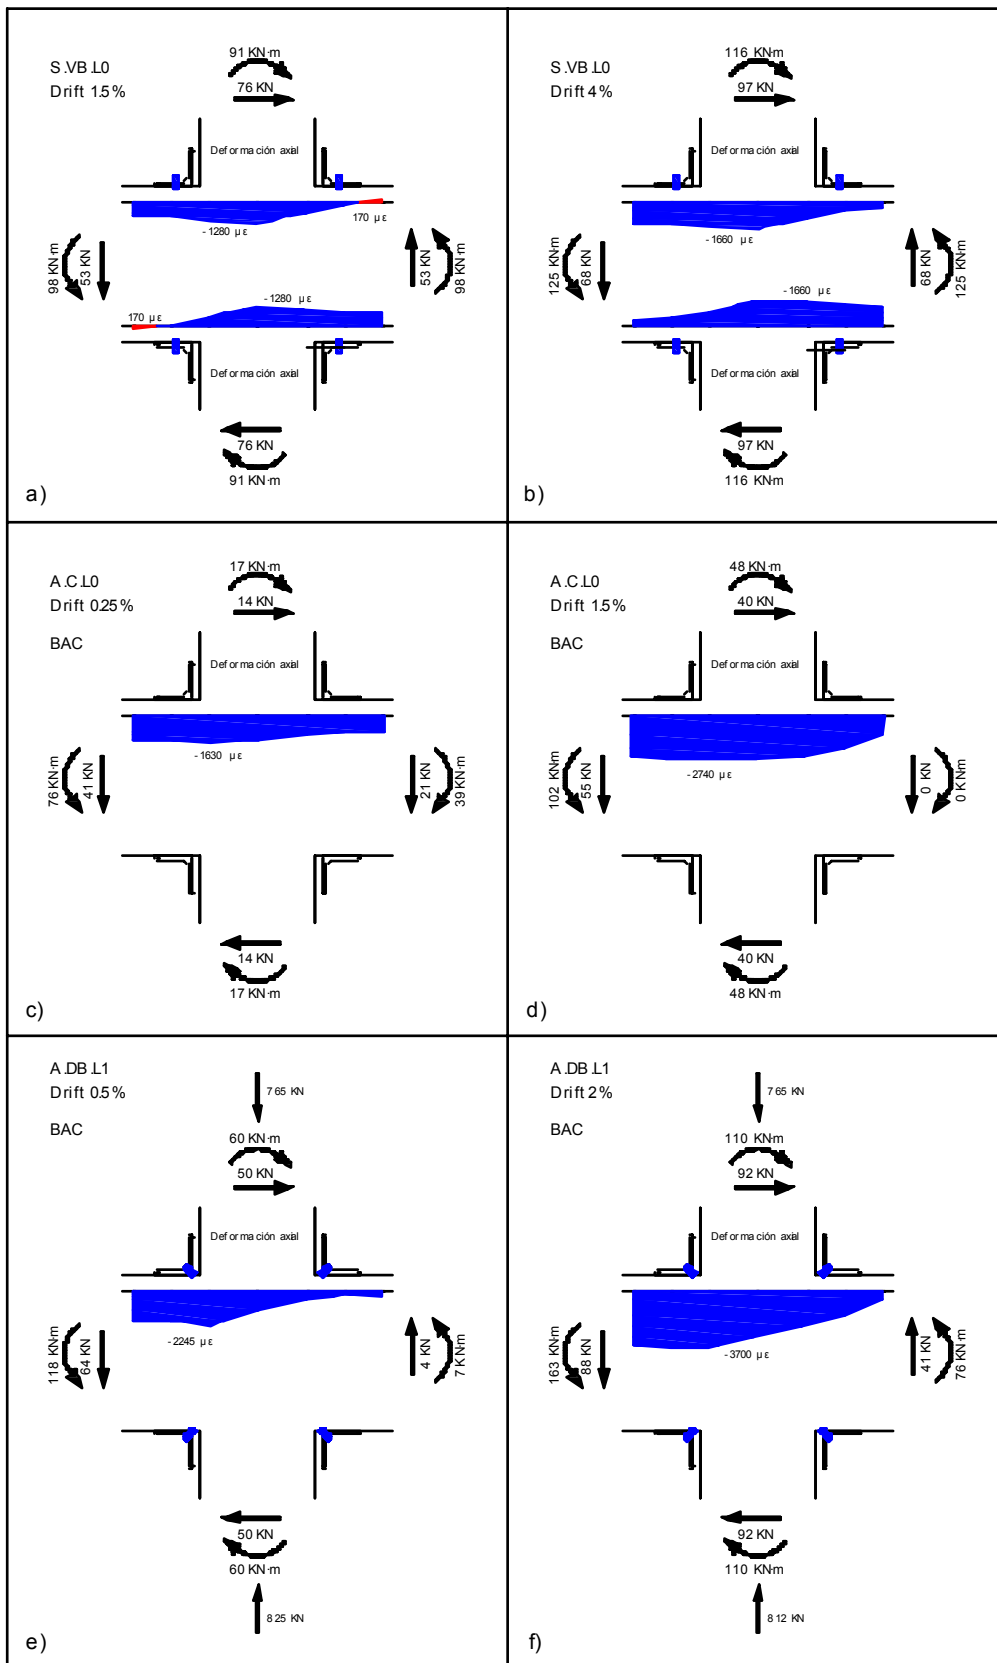 91 KN·m
S.VB.L0
76 KN
Drift 1.5%
Deformación axial
-1280 µε
170 µε
98 KN·m
53 KN
53 KN
98 KN·m
-1280 µε
170 µε
Deformación axial
76 KN
91 KN·m
a)
116 KN·m
S.VB.L0
97 KN
Drift 4%
Deformación axial
-1660 µε
125 KN·m
68 KN
68 KN
125 KN·m
-1660 µε
Deformación axial
97 KN
116 KN·m
b)
17 KN·m
A.C.L0
14 KN
Drift 0.25%
BAC
Deformación axial
-1630 µε
76 KN·m
41 KN
21 KN
39 KN·m
14 KN
17 KN·m
c)
48 KN·m
A.C.L0
40 KN
Drift 1.5%
BAC
Deformación axial
-2740 µε
102 KN·m
55 KN
0 KN
0 KN·m
40 KN
48 KN·m
d)
A.DB.L1
765 KN
Drift 0.5%
BAC
60 KN·m
50 KN
Deformación axial
-2245 µε
118 KN·m
64 KN
4 KN
7 KN·m
50 KN
60 KN·m
825 KN
e)
A.DB.L1
765 KN
Drift 2%
BAC
110 KN·m
92 KN
Deformación axial
-3700 µε
163 KN·m
88 KN
41 KN
76 KN·m
92 KN
110 KN·m
812 KN
f)